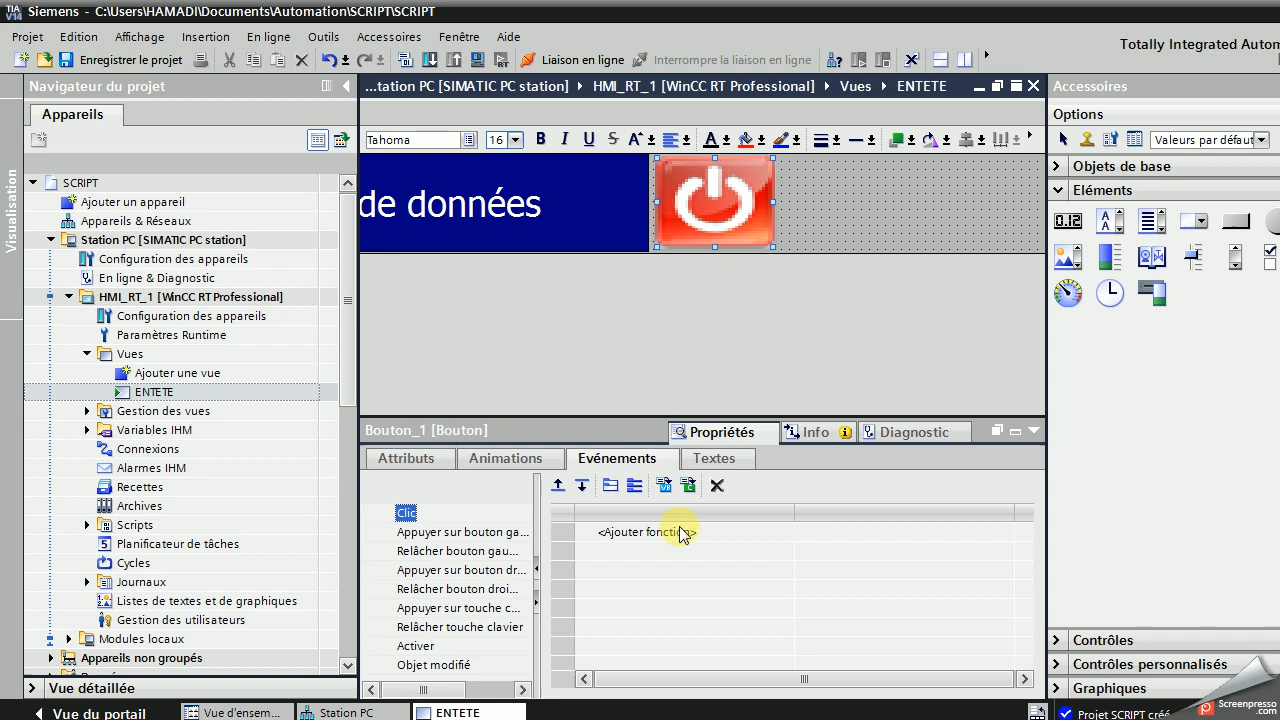 TIA
V14
Siemens - C:\Users\HAMADI\Documents\Automation\SCRIPT\SCRIPT
Projet Edition Affichage Insertion En ligne Outils Accessoires Fenêtre Aide
Totally Integrated Autom
Enregistrer le projet
Liaison en ligne
Interrompre la liaison en ligne
Navigateur du projet
...tation PC [SIMATIC PC station] HMI_RT_1 [WinCC RT Professional] Vues ENTETE
Accessoires
Appareils
Options
Tahoma 16 B I U S A A
Valeurs par défaut
Visualisation
SCRIPT
Ajouter un appareil
Appareils & Réseaux
Station PC [SIMATIC PC station]
Configuration des appareils
En ligne & Diagnostic
HMI_RT_1 [WinCC RT Professional]
Configuration des appareils
Paramètres Runtime
Vues
Ajouter une vue
ENTETE
Gestion des vues
Variables IHM
Connexions
Alarmes IHM
Recettes
Archives
Scripts
Planificateur de tâches
Cycles
Journaux
Listes de textes et de graphiques
Gestion des utilisateurs
Modules locaux
Appareils non groupés
Vue détaillée
de données
Objets de base
Eléments
0.12
Contrôles
Contrôles personnalisés
Graphiques
Bouton_1 [Bouton]
Propriétés Info Diagnostic
Attributs Animations Evénements Textes
Clic
Appuyer sur bouton ga...
Relâcher bouton gau...
Appuyer sur bouton dr...
Relâcher bouton droi...
Appuyer sur touche c...
Relâcher touche clavier
Activer
Objet modifié
<Ajouter fonction>
Vue du portail
Vue d'ensem...
Station PC
ENTETE
Projet SCRIPT créé
Screenpresso
.com